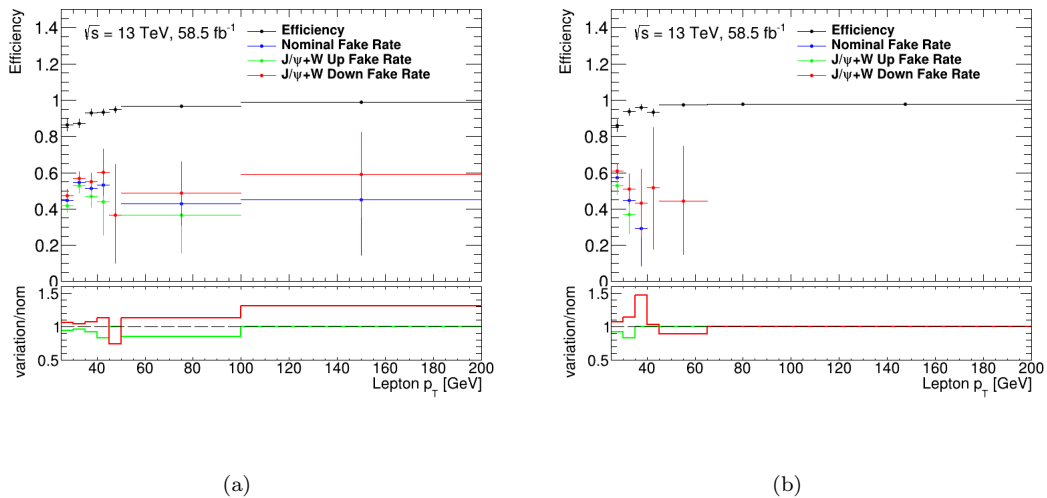 Efficiency
√s = 13 TeV, 58.5 fb⁻¹
Efficiency
Nominal Fake Rate
J/ψ+W Up Fake Rate
J/ψ+W Down Fake Rate
1.4
1.2
1
0.8
0.6
0.4
0.2
0
variation/nom
1.5
1
0.5
40 60 80 100 120 140 160 180 200
Lepton p_T [GeV]
(a)
Efficiency
√s = 13 TeV, 58.5 fb⁻¹
Efficiency
Nominal Fake Rate
J/ψ+W Up Fake Rate
J/ψ+W Down Fake Rate
1.4
1.2
1
0.8
0.6
0.4
0.2
0
variation/nom
1.5
1
0.5
40 60 80 100 120 140 160 180 200
Lepton p_T [GeV]
(b)